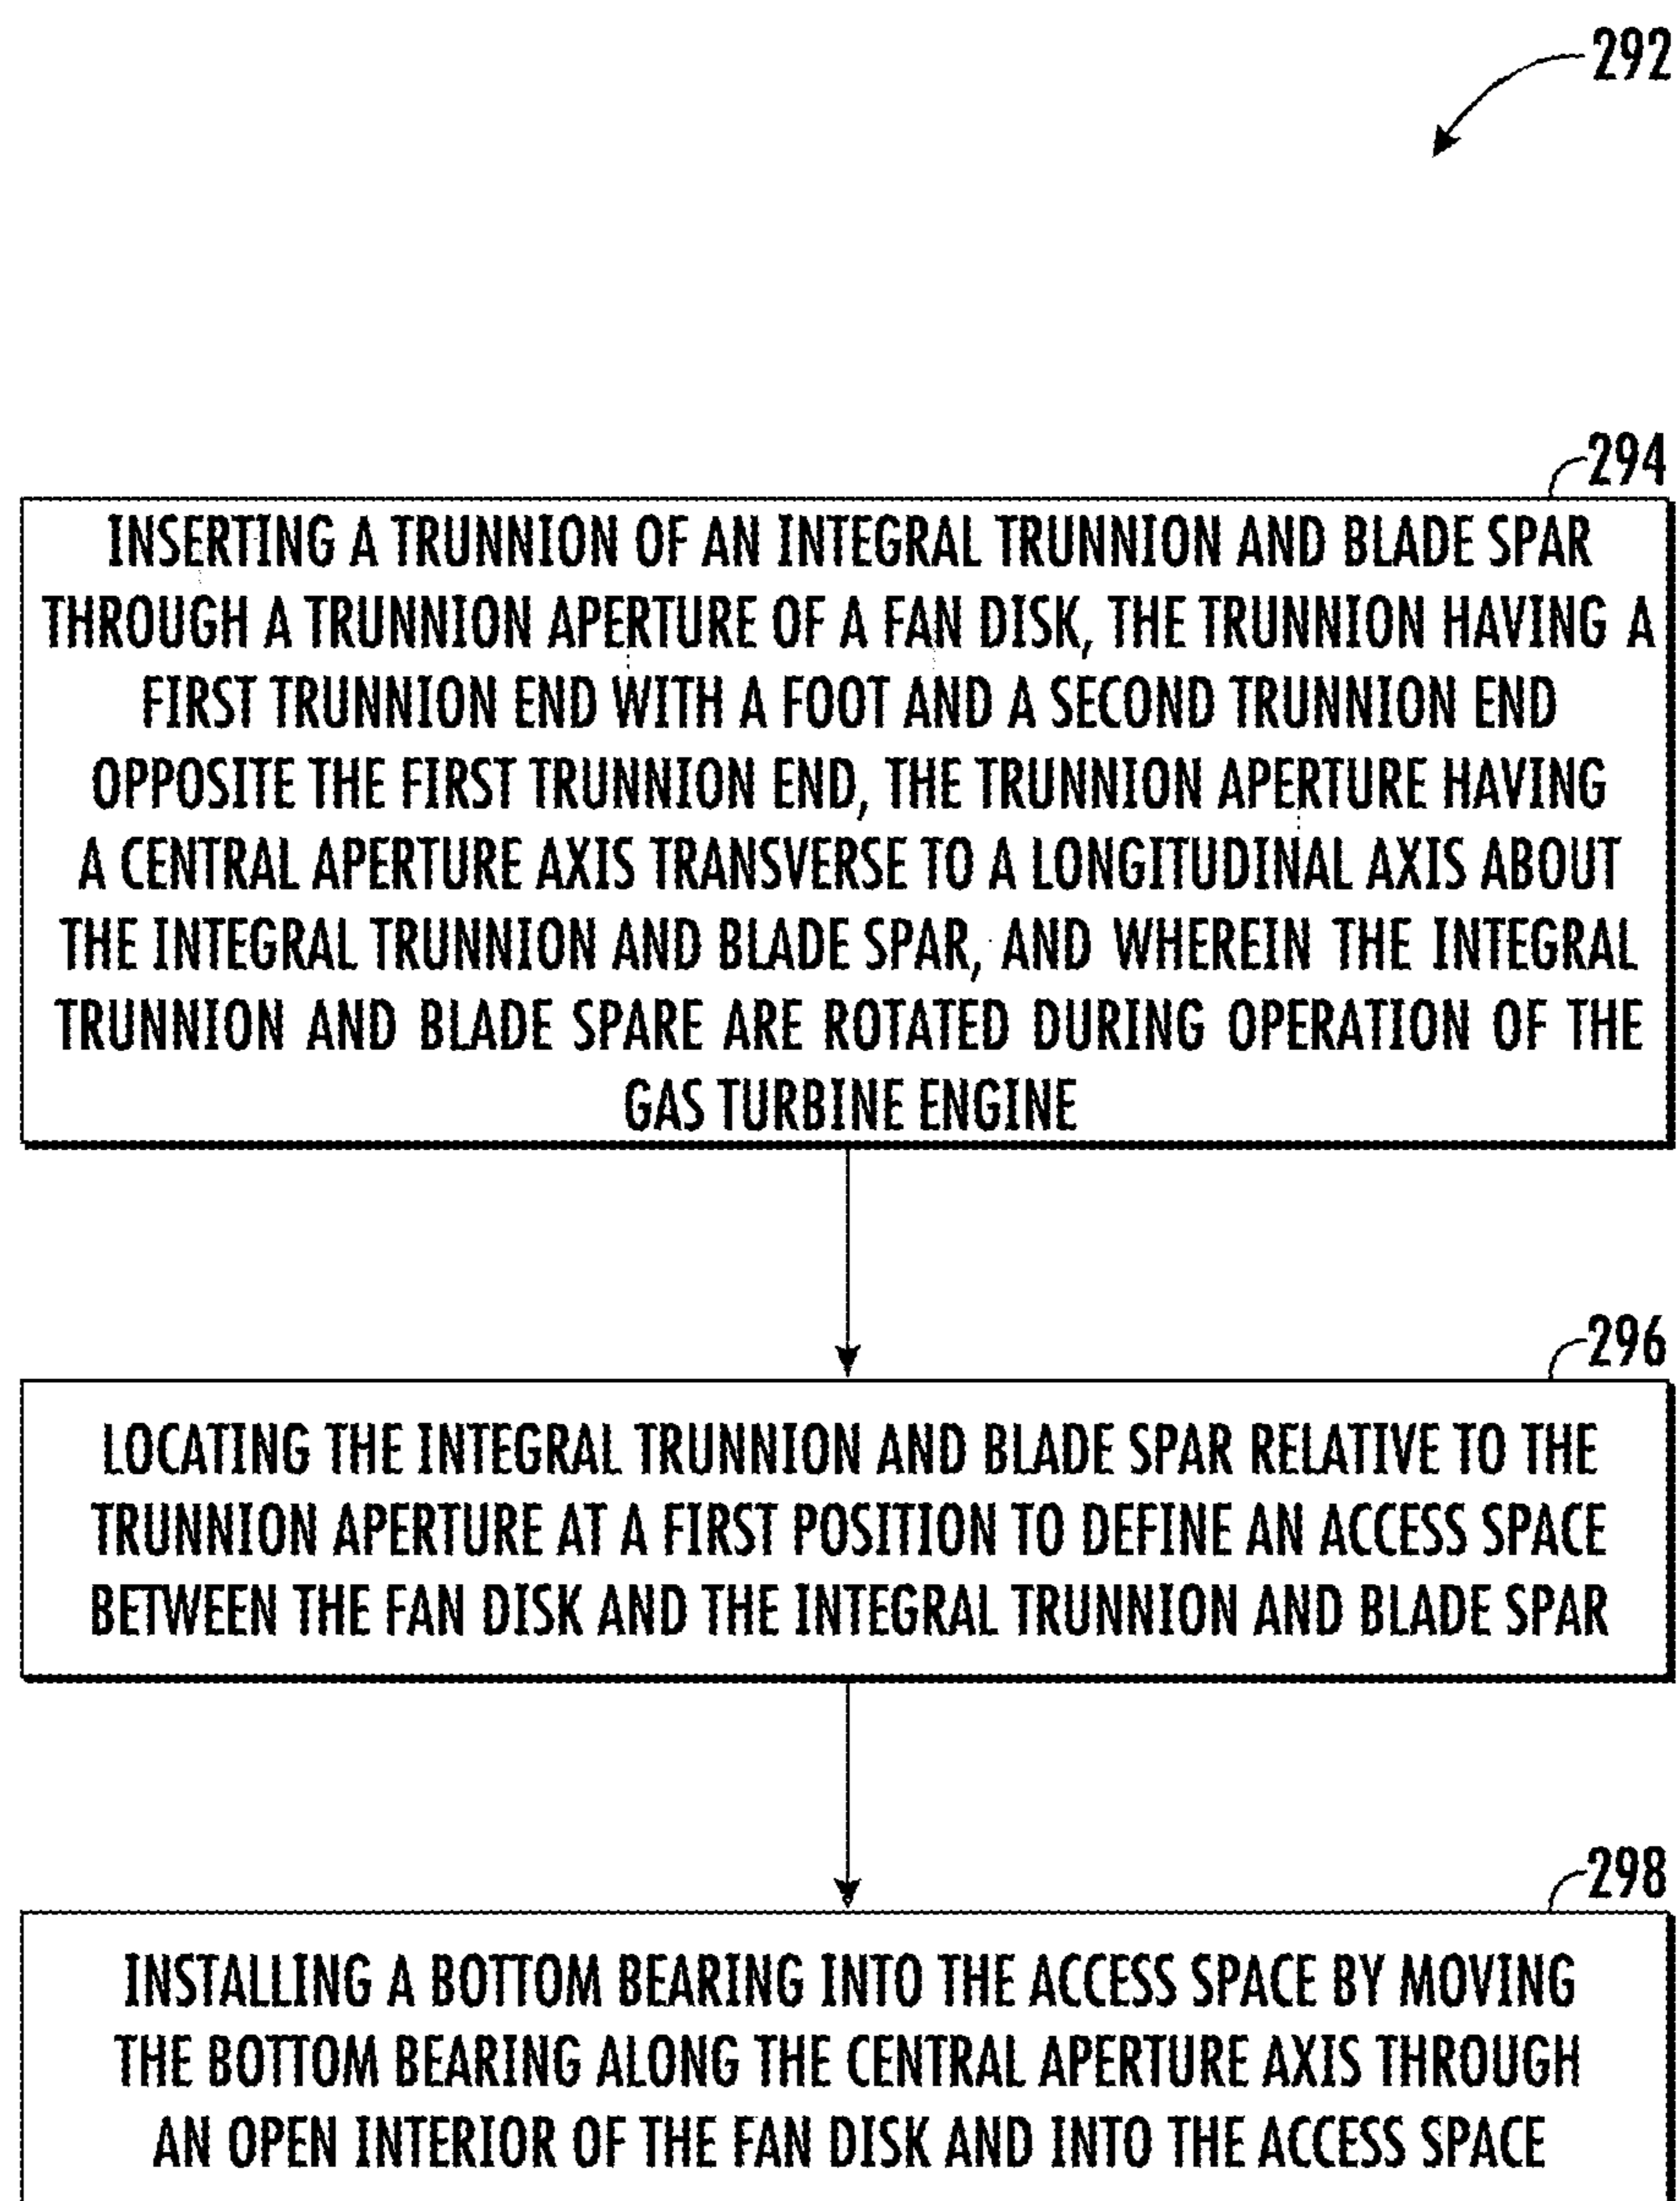 292
294
INSERTING A TRUNNION OF AN INTEGRAL TRUNNION AND BLADE SPAR
THROUGH A TRUNNION APERTURE OF A FAN DISK, THE TRUNNION HAVING A
FIRST TRUNNION END WITH A FOOT AND A SECOND TRUNNION END
OPPOSITE THE FIRST TRUNNION END, THE TRUNNION APERTURE HAVING
A CENTRAL APERTURE AXIS TRANSVERSE TO A LONGITUDINAL AXIS ABOUT
THE INTEGRAL TRUNNION AND BLADE SPAR, AND WHEREIN THE INTEGRAL
TRUNNION AND BLADE SPARE ARE ROTATED DURING OPERATION OF THE
GAS TURBINE ENGINE
296
LOCATING THE INTEGRAL TRUNNION AND BLADE SPAR RELATIVE TO THE
TRUNNION APERTURE AT A FIRST POSITION TO DEFINE AN ACCESS SPACE
BETWEEN THE FAN DISK AND THE INTEGRAL TRUNNION AND BLADE SPAR
298
INSTALLING A BOTTOM BEARING INTO THE ACCESS SPACE BY MOVING
THE BOTTOM BEARING ALONG THE CENTRAL APERTURE AXIS THROUGH
AN OPEN INTERIOR OF THE FAN DISK AND INTO THE ACCESS SPACE